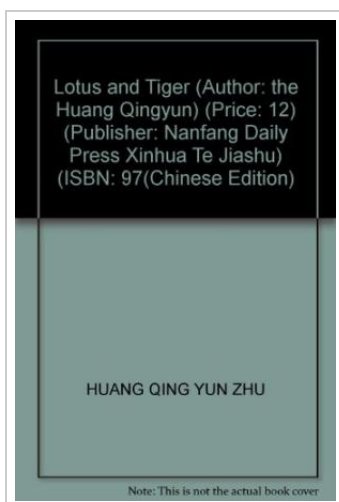 Lotus and Tiger (Author: the
Huang Qingyun) (Price: 12)
(Publisher: Nanfang Daily
Press Xinhua Te Jiashu)
(ISBN: 97(Chinese Edition)
HUANG QING YUN ZHU
Note: This is not the actual book cover